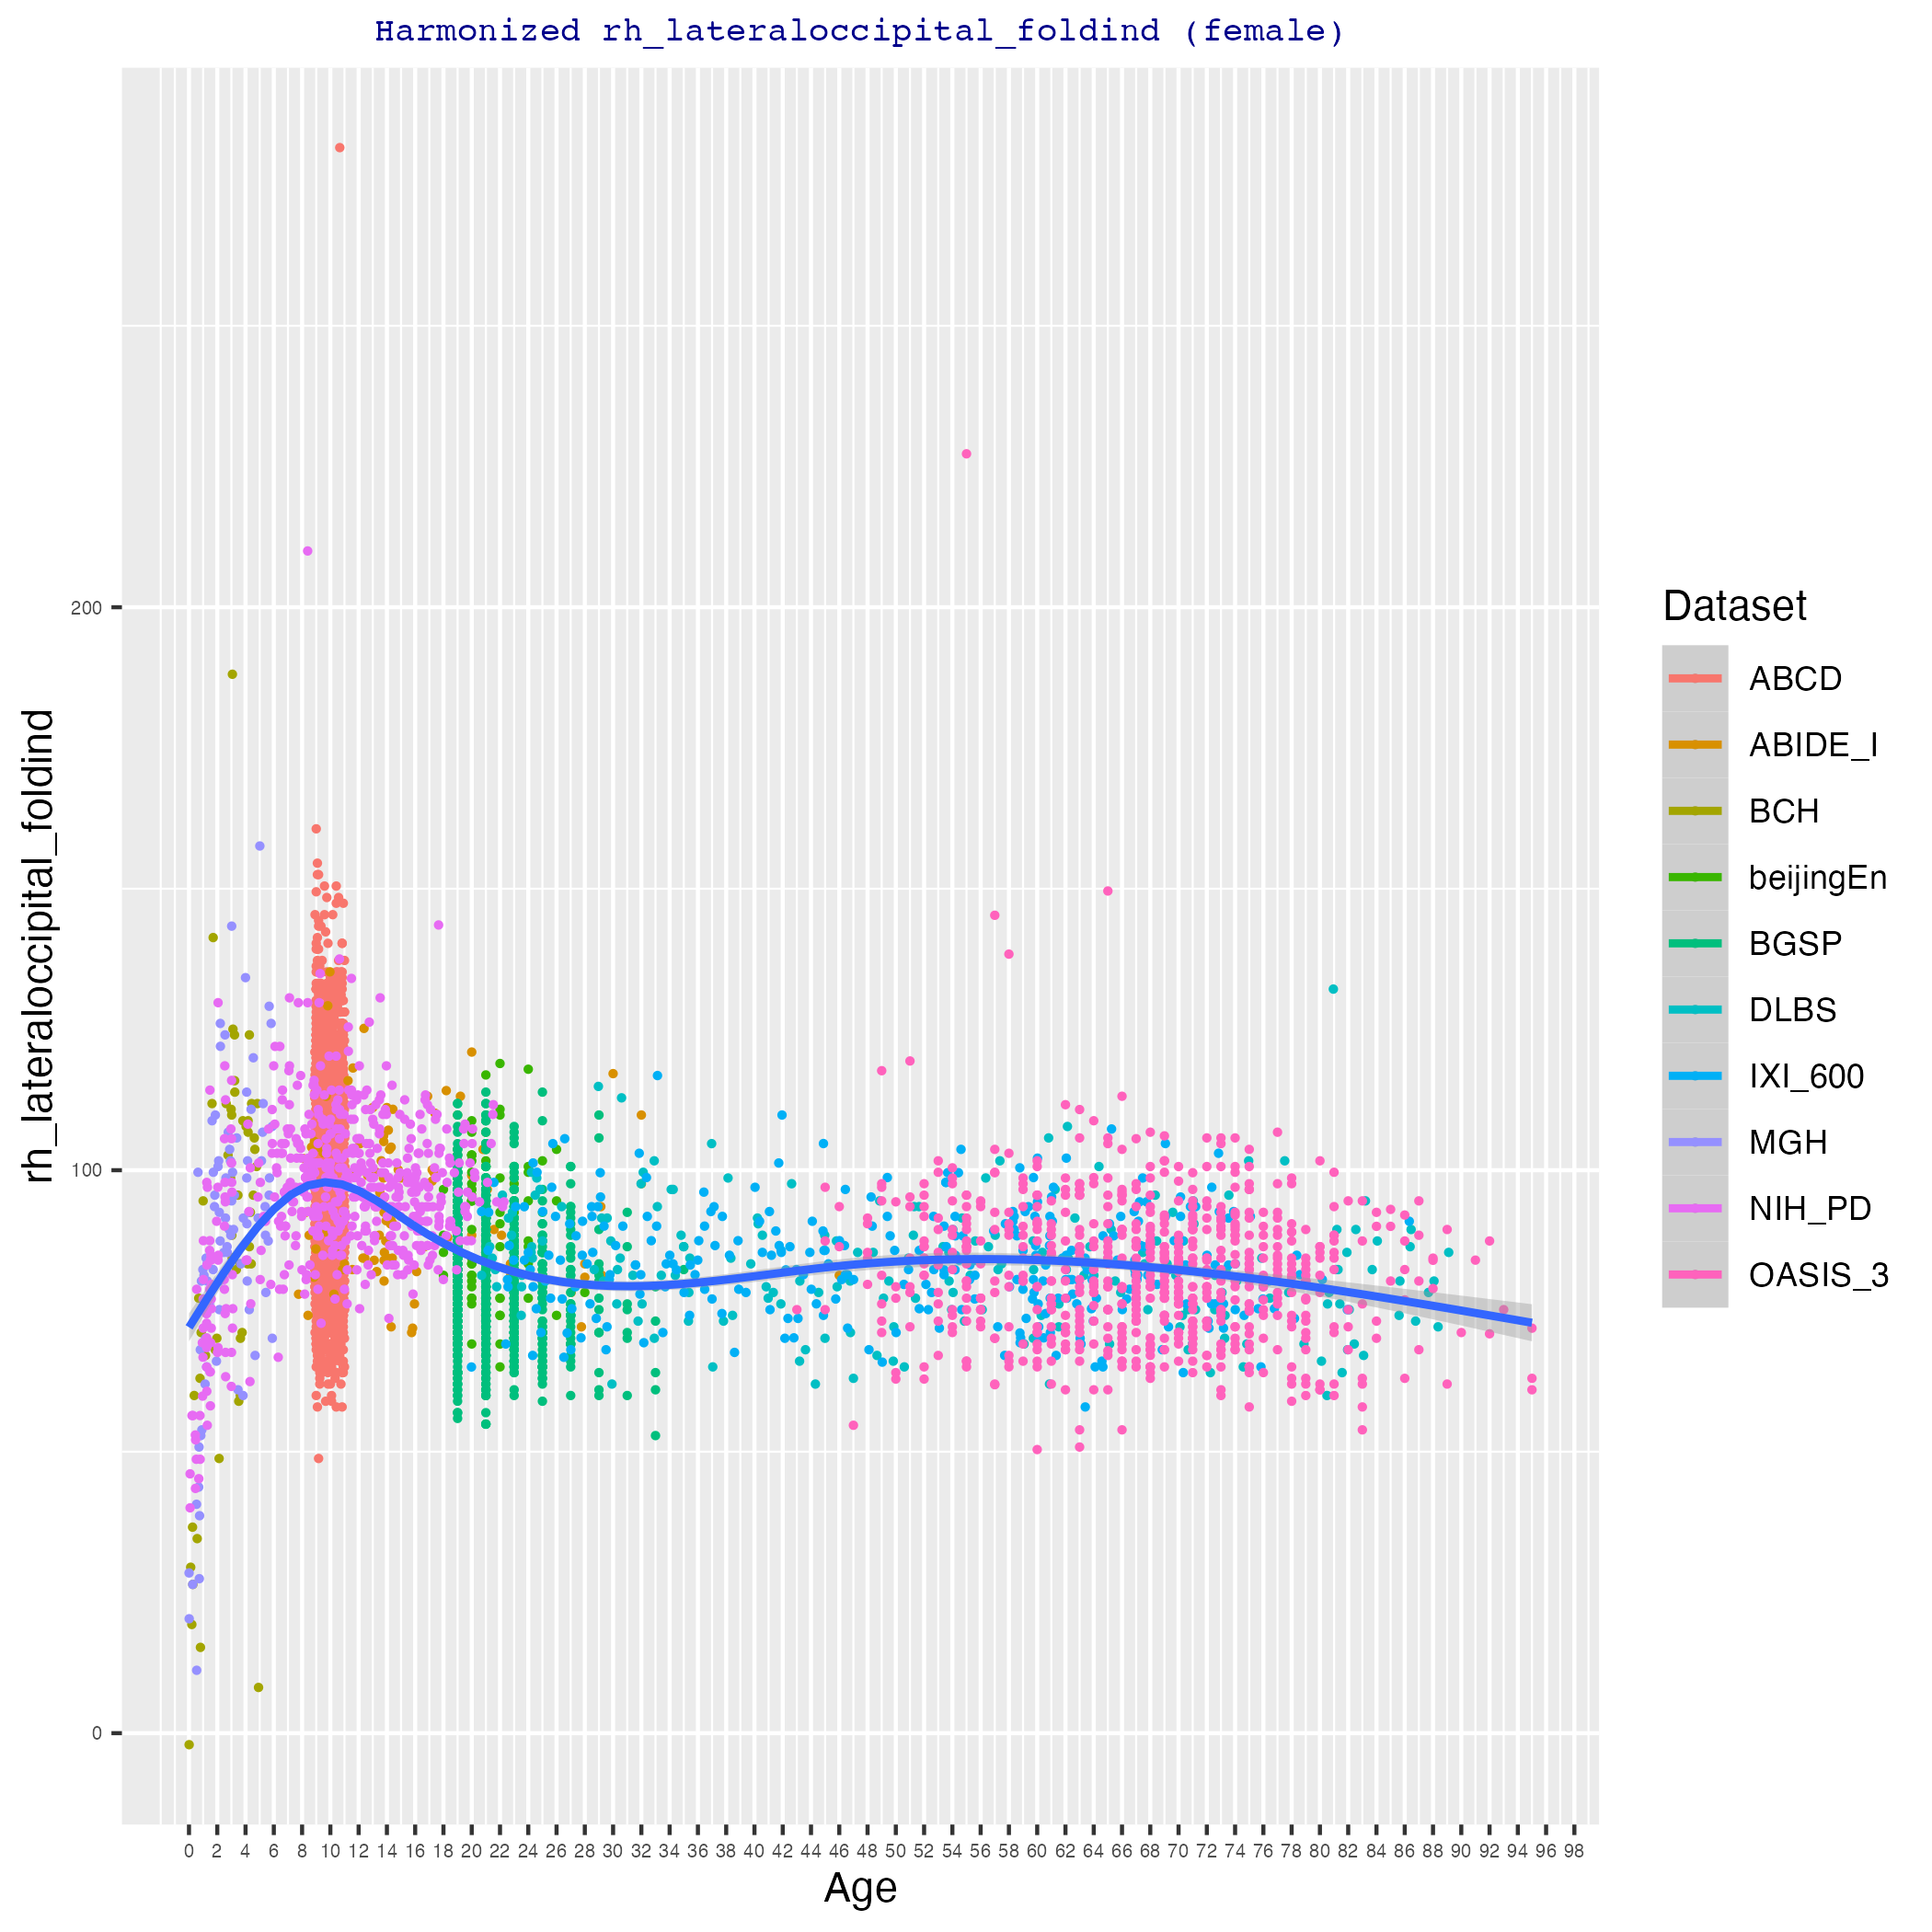 Harmonized rh_lateraloccipital_foldind (female)
rh_lateraloccipital_foldind
200
100
0
0 2 4 6 8 10 12 14 16 18 20 22 24 26 28 30 32 34 36 38 40 42 44 46 48 50 52 54 56 58 60 62 64 66 68 70 72 74 76 78 80 82 84 86 88 90 92 94 96 98
Age
Dataset
ABCD
ABIDE_I
BCH
beijingEn
BGSP
DLBS
IXI_600
MGH
NIH_PD
OASIS_3